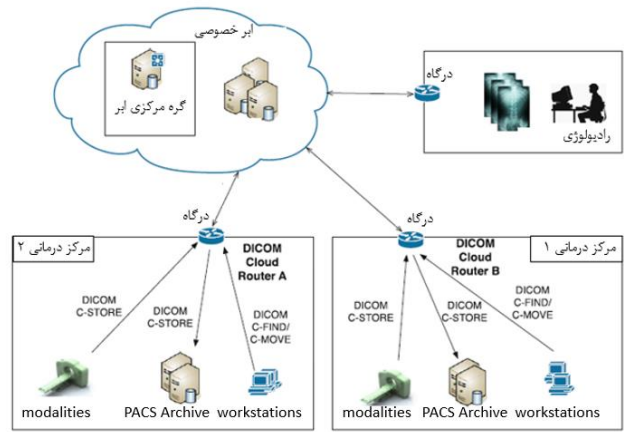 ابر خصوصی
گره مرکزی ابر
درگاه
رادیولوژی
درگاه
مرکز درمانی ۲
DICOM
Cloud
Router A
DICOM
C-STORE
DICOM
C-STORE
DICOM
C-FIND/
C-MOVE
modalities
PACS Archive
workstations
درگاه
مرکز درمانی ۱
DICOM
Cloud
Router B
DICOM
C-STORE
DICOM
C-STORE
DICOM
C-FIND/
C-MOVE
modalities
PACS Archive
workstations